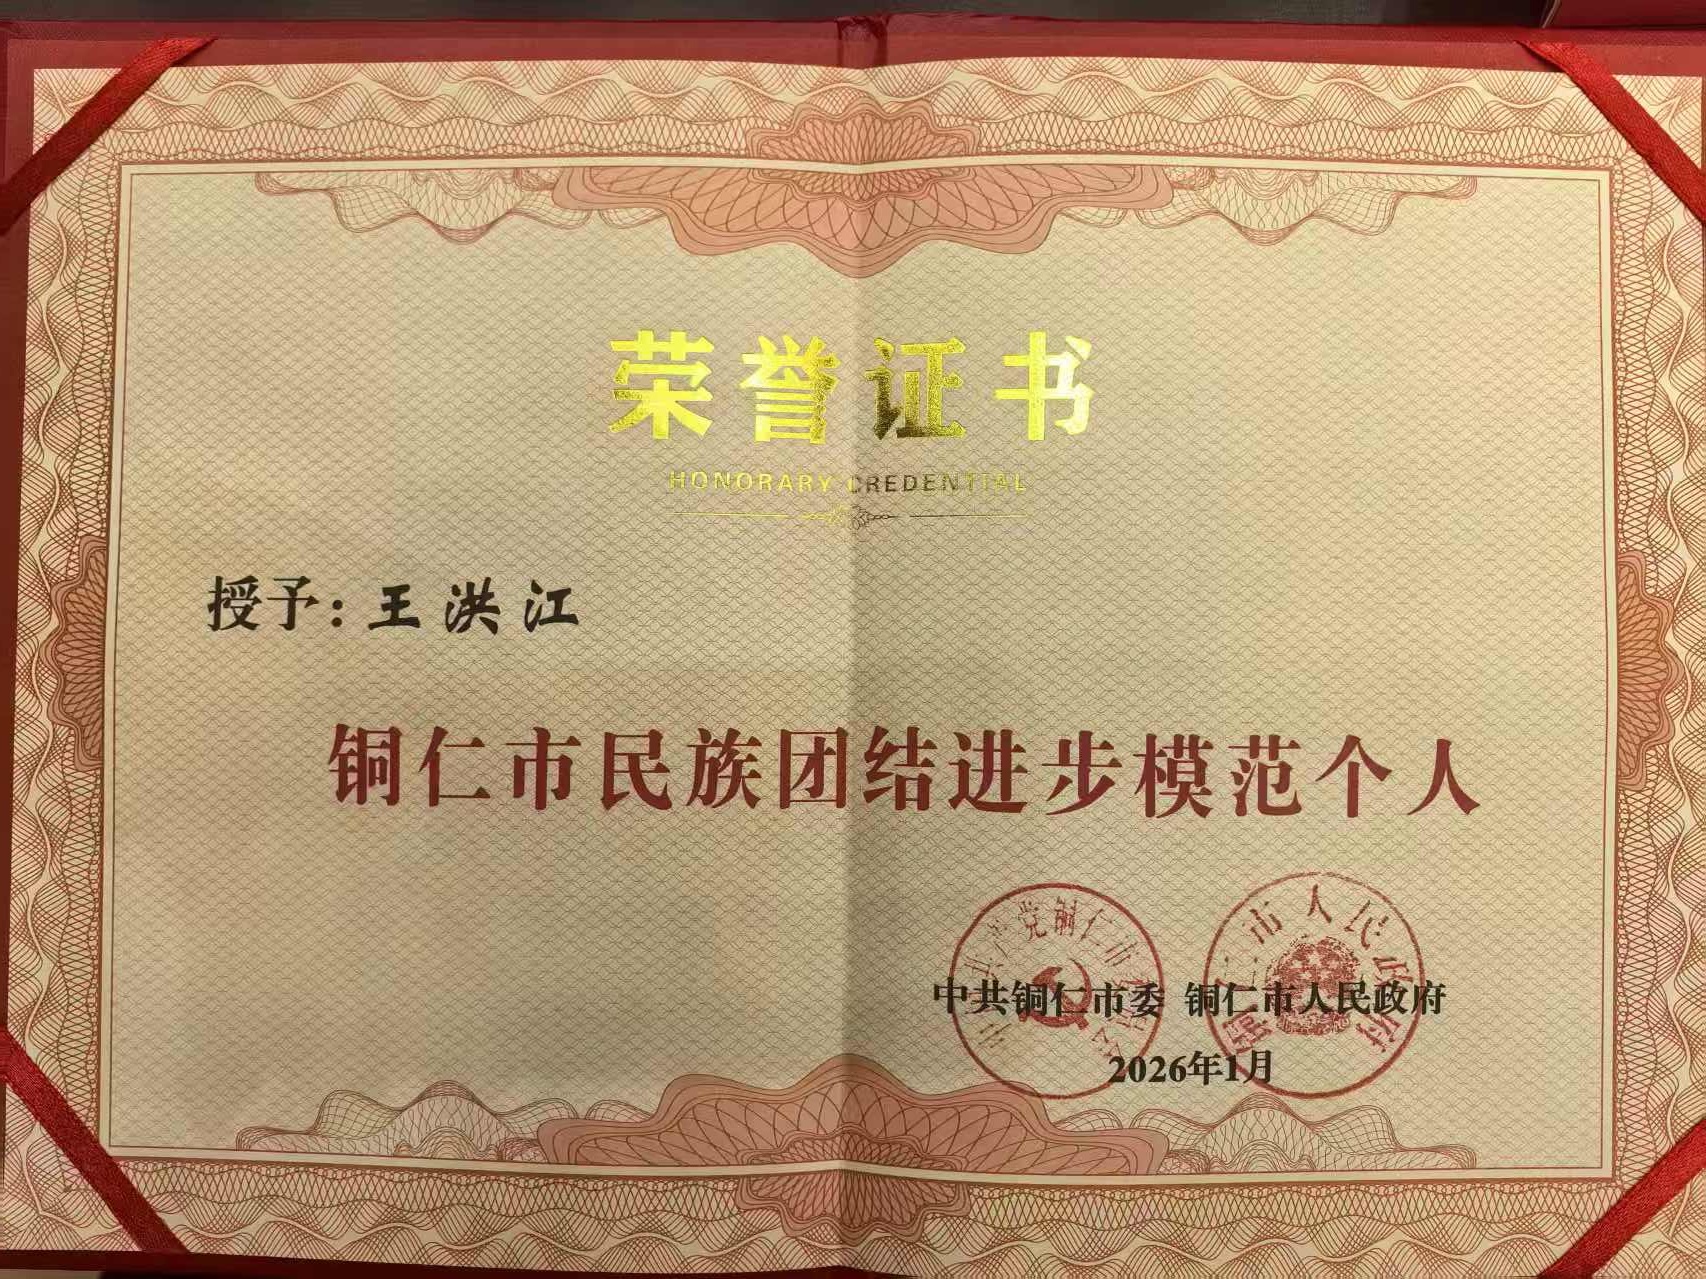 荣誉证书
HONORARY CREDENTIAL
授予：王洪江
铜仁市民族团结进步模范个人
中共铜仁市委 铜仁市人民政府
2026年1月